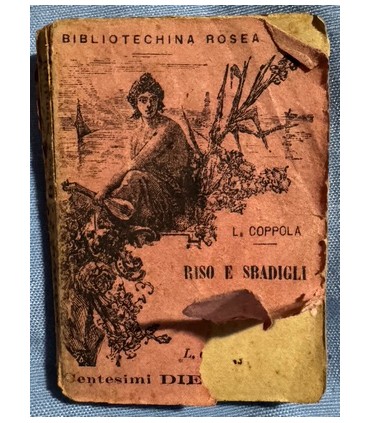 BIBLIOTECHINA ROSEA
L. COPPOLA
RISO E SBADIGLI
L.
Centesimi DIE